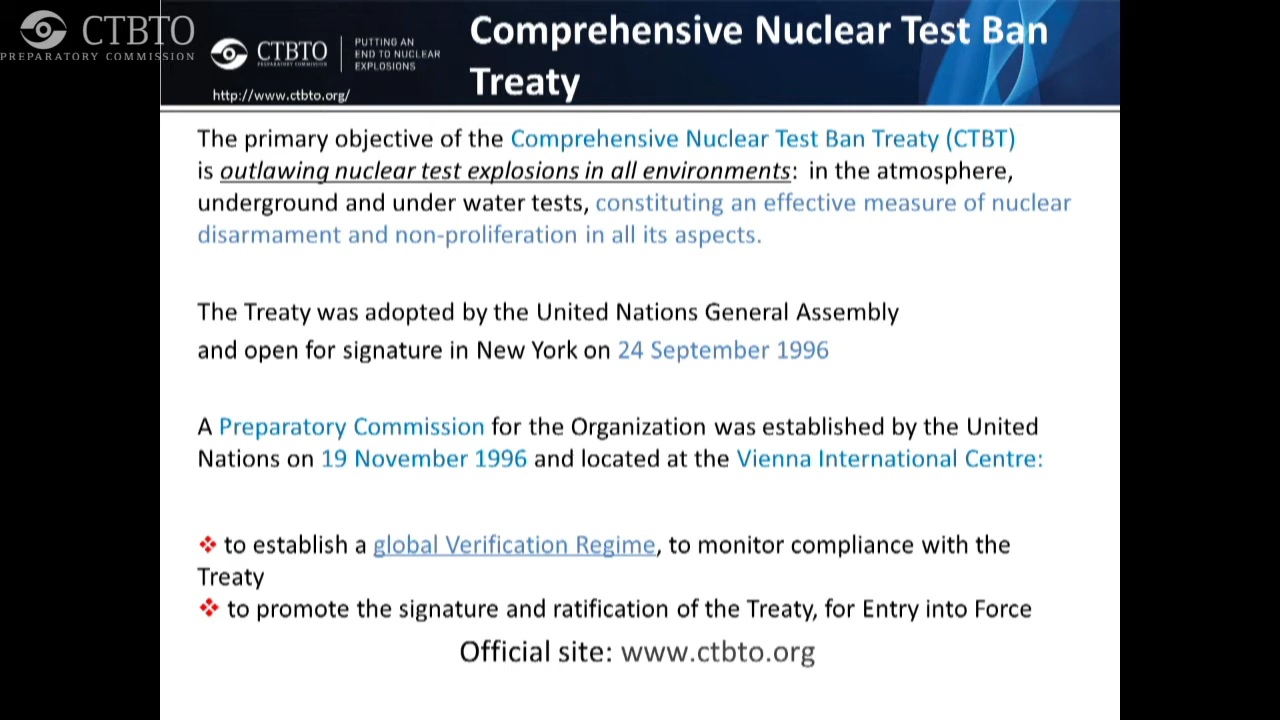 CTBTO
PREPARATORY COMMISSION
CTBTO
PREPARATORY COMMISSION
PUTTING AN
END TO NUCLEAR
EXPLOSIONS
http://www.ctbto.org/
Comprehensive Nuclear Test Ban
Treaty
The primary objective of the Comprehensive Nuclear Test Ban Treaty (CTBT)
is outlawing nuclear test explosions in all environments: in the atmosphere,
underground and under water tests, constituting an effective measure of nuclear
disarmament and non-proliferation in all its aspects.
The Treaty was adopted by the United Nations General Assembly
and open for signature in New York on 24 September 1996
A Preparatory Commission for the Organization was established by the United
Nations on 19 November 1996 and located at the Vienna International Centre:
❖ to establish a global Verification Regime, to monitor compliance with the
Treaty
❖ to promote the signature and ratification of the Treaty, for Entry into Force
Official site: www.ctbto.org